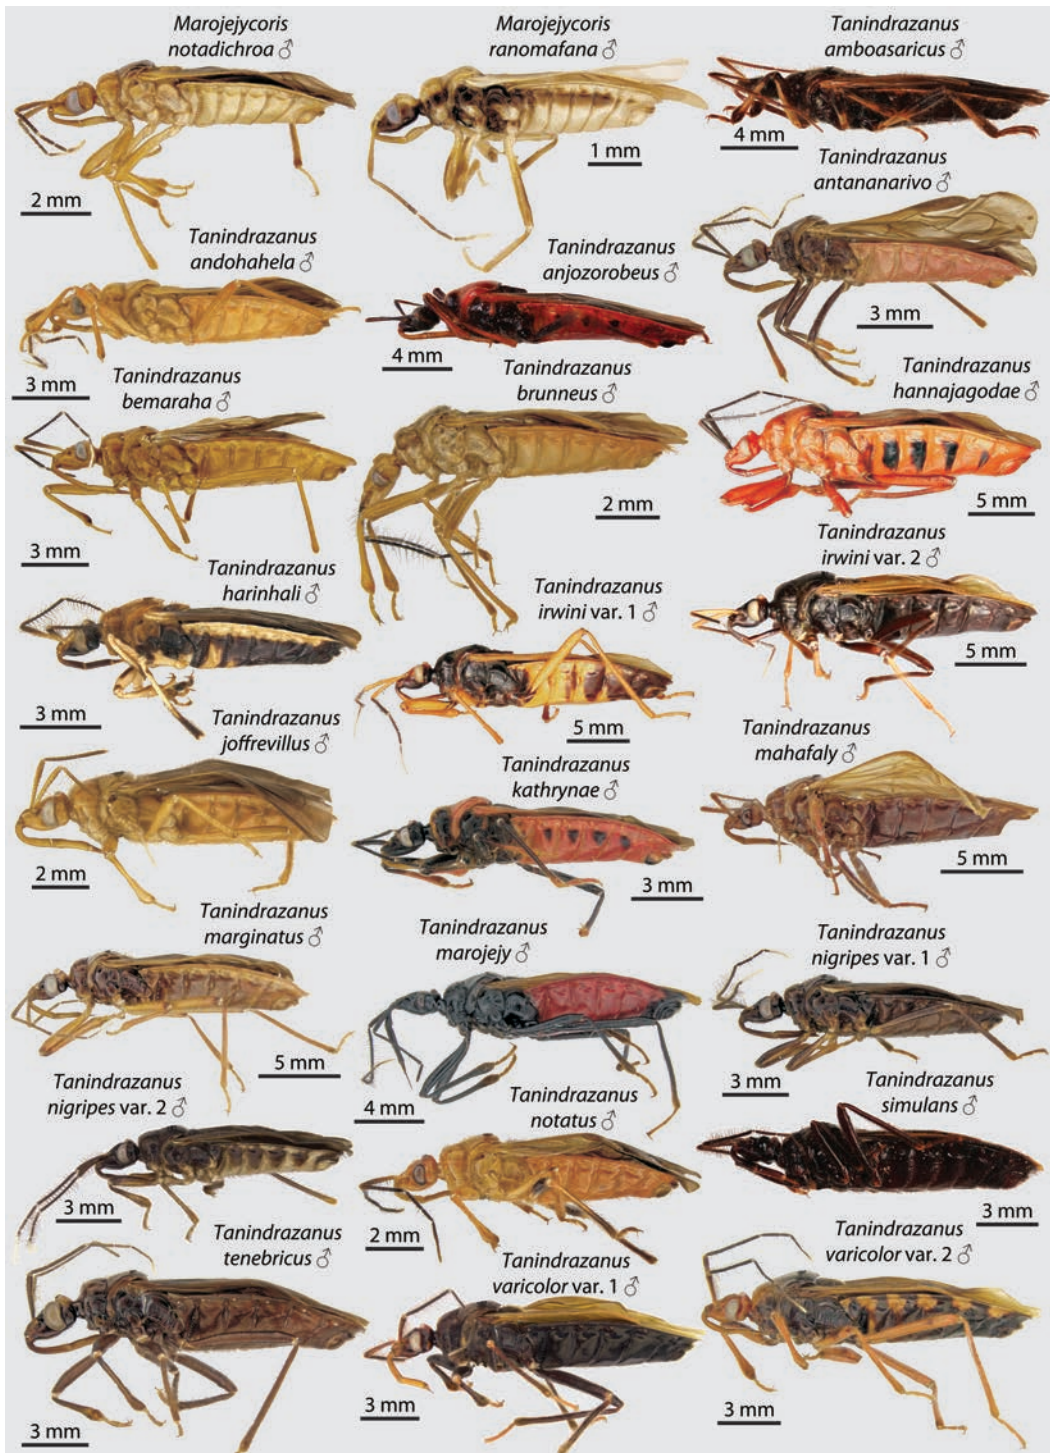 Marojejycoris
notadichroa ♂
Marojejycoris
ranomafana ♂
Tanindrazanus
amboasaricus ♂
2 mm
1 mm
4 mm
Tanindrazanus
antananarivo ♂
Tanindrazanus
andohahela ♂
Tanindrazanus
anjozorobeus ♂
3 mm
4 mm
3 mm
Tanindrazanus
bemaraha ♂
Tanindrazanus
brunneus ♂
Tanindrazanus
hannajagodae ♂
3 mm
2 mm
5 mm
Tanindrazanus
harinhali ♂
Tanindrazanus
irwini var. 1 ♂
Tanindrazanus
irwini var. 2 ♂
3 mm
5 mm
5 mm
Tanindrazanus
joffrevillus ♂
Tanindrazanus
kathrynae ♂
Tanindrazanus
mahafaly ♂
2 mm
3 mm
5 mm
Tanindrazanus
marginatus ♂
Tanindrazanus
marojejy ♂
Tanindrazanus
nigripes var. 1 ♂
5 mm
4 mm
3 mm
Tanindrazanus
nigripes var. 2 ♂
Tanindrazanus
notatus ♂
Tanindrazanus
simulans ♂
3 mm
2 mm
3 mm
Tanindrazanus
tenebricus ♂
Tanindrazanus
varicolor var. 1 ♂
Tanindrazanus
varicolor var. 2 ♂
3 mm
3 mm
3 mm